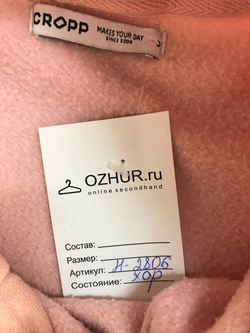 CROPP
MAKES YOUR DAY
SINCE 2004
OZHUR.ru
online secondhand
Состав:
Размер:
Артикул: Н-2806
Состояние: хор